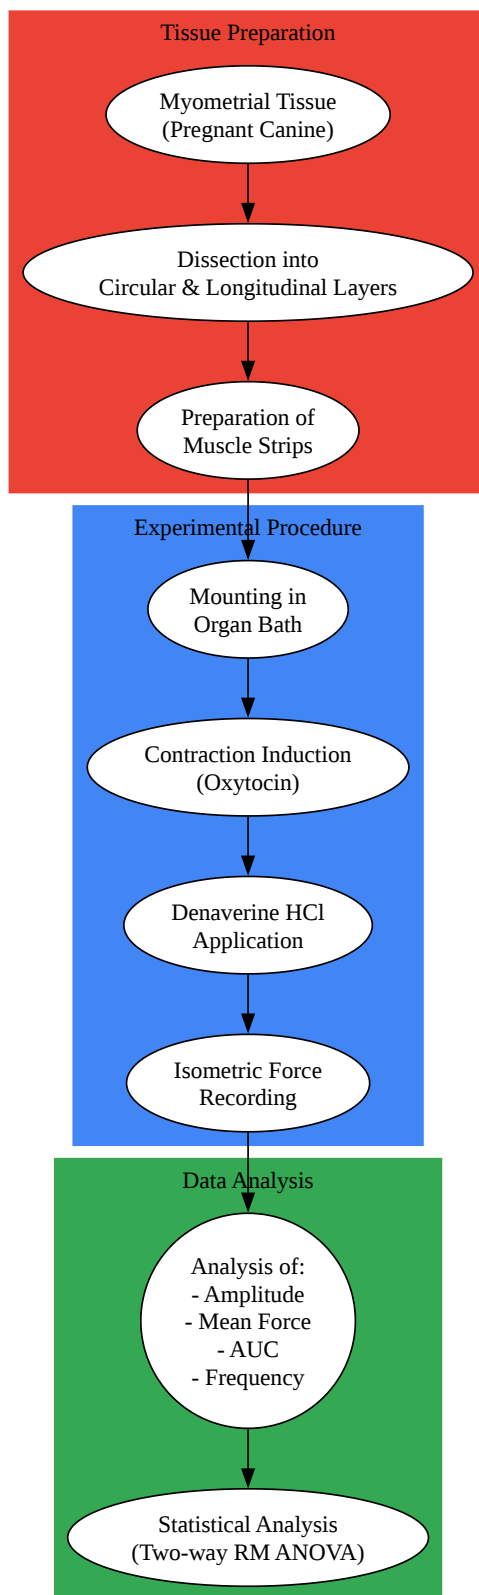 Tissue Preparation
Myometrial Tissue
(Pregnant Canine)
Dissection into
Circular & Longitudinal Layers
Preparation of
Muscle Strips
Experimental Procedure
Mounting in
Organ Bath
Contraction Induction
(Oxytocin)
Denaverine HCl
Application
Isometric Force
Recording
Data Analysis
Analysis of:
- Amplitude
- Mean Force
- AUC
- Frequency
Statistical Analysis
(Two-way RM ANOVA)